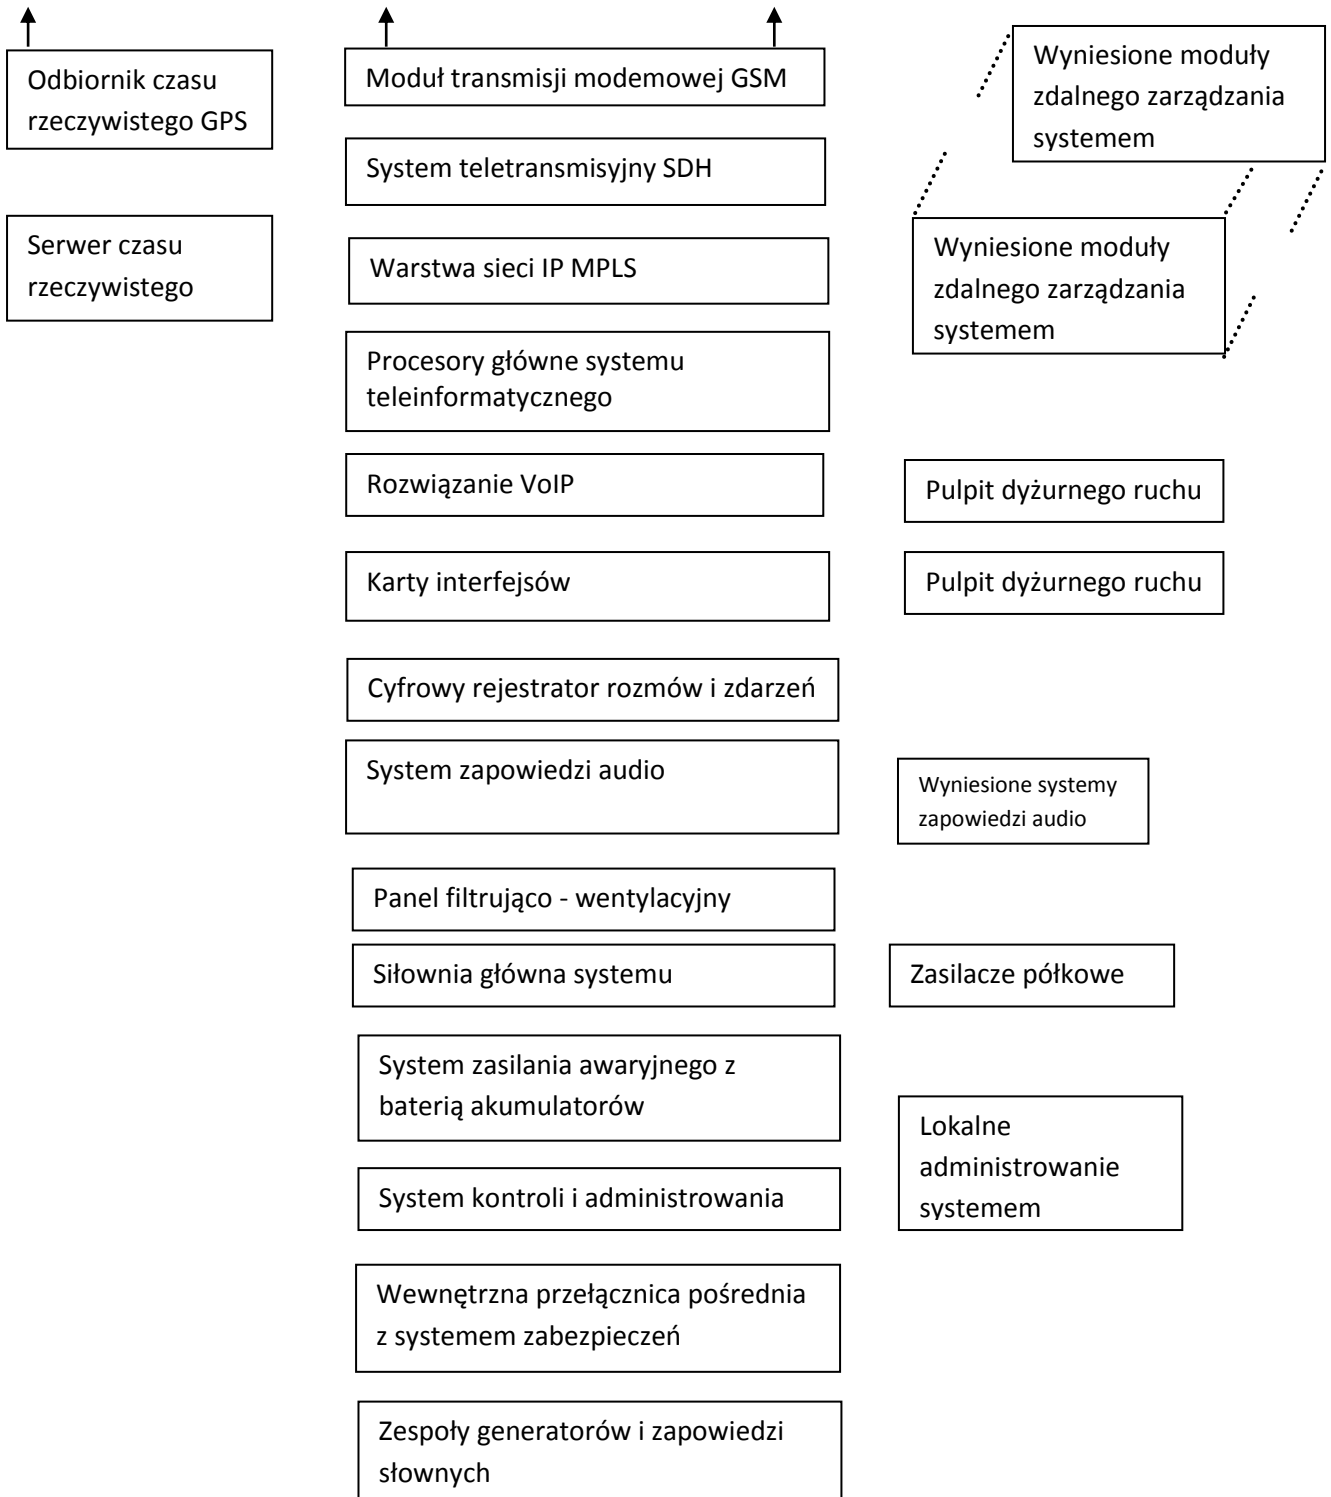 Odbiornik czasu
rzeczywistego GPS
Serwer czasu
rzeczywistego
Moduł transmisji modemowej GSM
System teletransmisyjny SDH
Warstwa sieci IP MPLS
Procesory główne systemu
teleinformatycznego
Rozwiązanie VoIP
Karty interfejsów
Cyfrowy rejestrator rozmów i zdarzeń
System zapowiedzi audio
Panel filtrująco - wentylacyjny
Siłownia główna systemu
System zasilania awaryjnego z
baterią akumulatorów
System kontroli i administrowania
Wewnętrzna przełącznica pośrednia
z systemem zabezpieczeń
Zespoły generatorów i zapowiedzi
słownych
Wyniesione moduły
zdalnego zarządzania
systemem
Wyniesione moduły
zdalnego zarządzania
systemem
Pulpit dyżurnego ruchu
Pulpit dyżurnego ruchu
Wyniesione systemy
zapowiedzi audio
Zasilacze półkowe
Lokalne
administrowanie
systemem